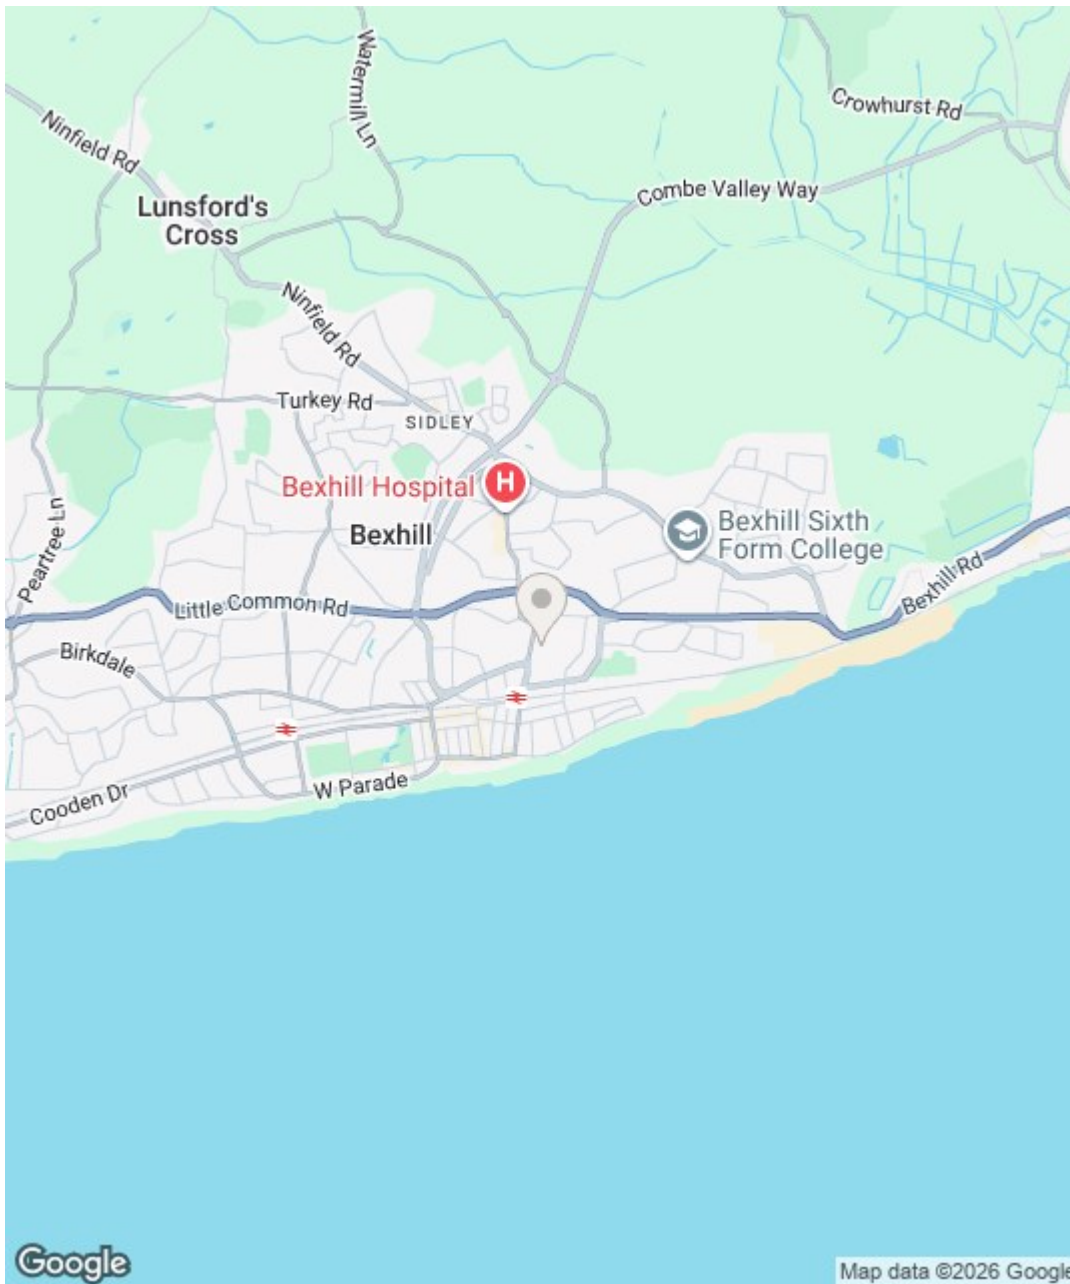 Watermill Ln
Crowhurst Rd
Ninfield Rd
Combe Valley Way
Lunsford's
Cross
Ninfield Rd
Turkey Rd
SIDLEY
H
Bexhill Hospital
Peartree Ln
Bexhill
Bexhill Sixth
Form College
Bexhill Rd
Little Common Rd
Birkdale
W Parade
Cooden Dr
Google
Map data ©2026 Google